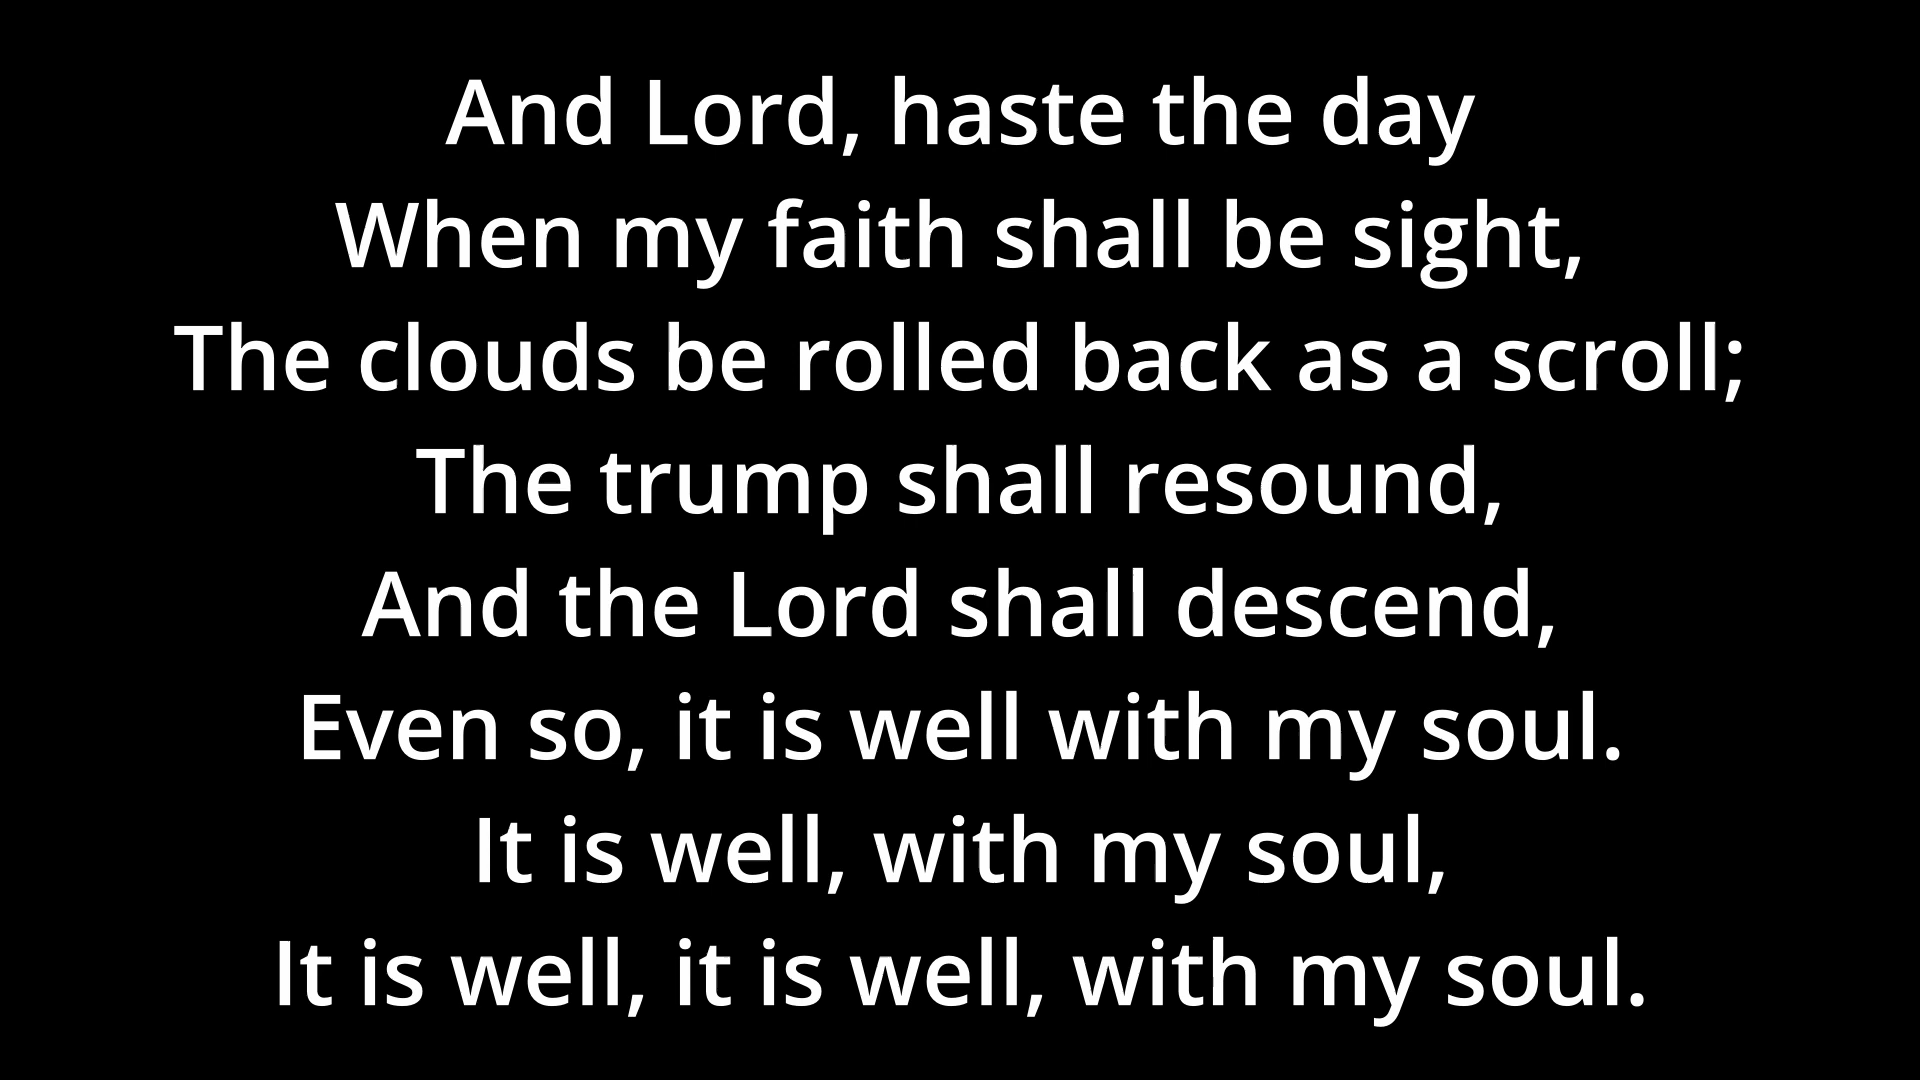 And Lord, haste the day
When my faith shall be sight,
The clouds be rolled back as a scroll;
The trump shall resound,
And the Lord shall descend,
Even so, it is well with my soul.
It is well, with my soul,
It is well, it is well, with my soul.